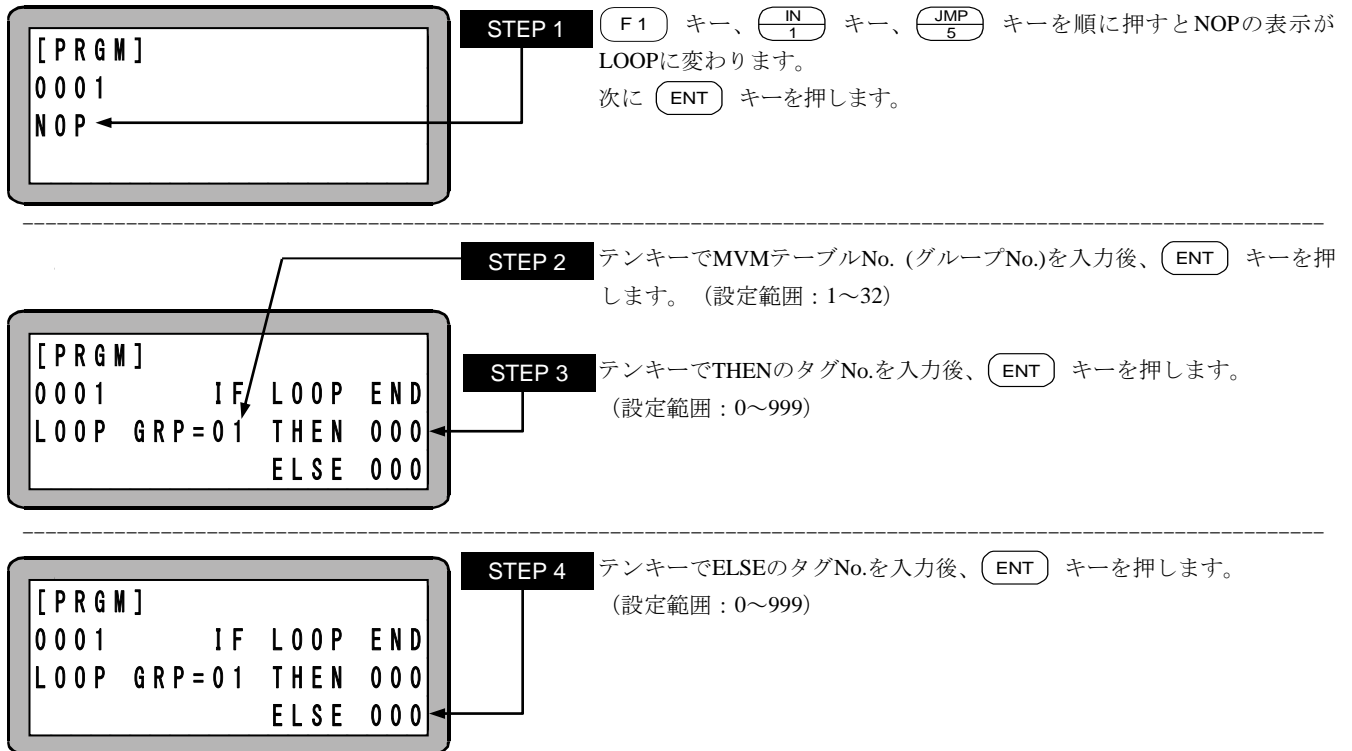 [PRGM]
0001
NOP
STEP 1
F1 キー、 IN 1 キー、 JMP 5 キーを順に押すとNOPの表示が
LOOPに変わります。
次に ENT キーを押します。
STEP 2
テンキーでMVMテーブルNo. (グループNo.)を入力後、 ENT キーを押
します。（設定範囲：1～32）
[PRGM]
0001 IF LOOP END
LOOP GRP=01 THEN 000
ELSE 000
STEP 3
テンキーでTHENのタグNo.を入力後、 ENT キーを押します。
（設定範囲：0～999）
[PRGM]
0001 IF LOOP END
LOOP GRP=01 THEN 000
ELSE 000
STEP 4
テンキーでELSEのタグNo.を入力後、 ENT キーを押します。
（設定範囲：0～999）